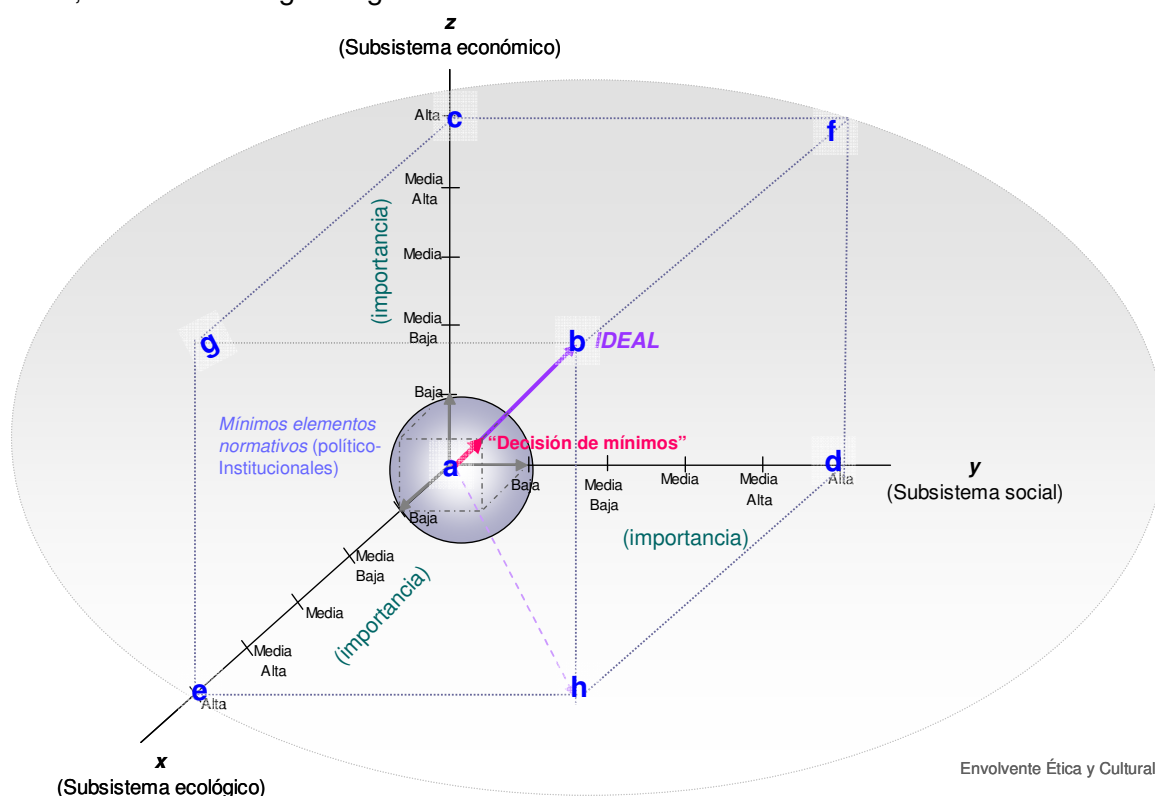 z
(Subsistema económico)
Alta
c
f
Media
Alta
(importancia)
Media
Media
Baja
g
b
IDEAL
Baja
Mínimos elementos
normativos (político-
Institucionales)
"Decisión de mínimos"
a
d
y
(Subsistema social)
Baja
Media
Baja
Media
Media
Alta
Alta
(importancia)
Baja
Media
Baja
(importancia)
Media
Media
Alta
e
Alta
h
x
(Subsistema ecológico)
Envolvente Ética y Cultural